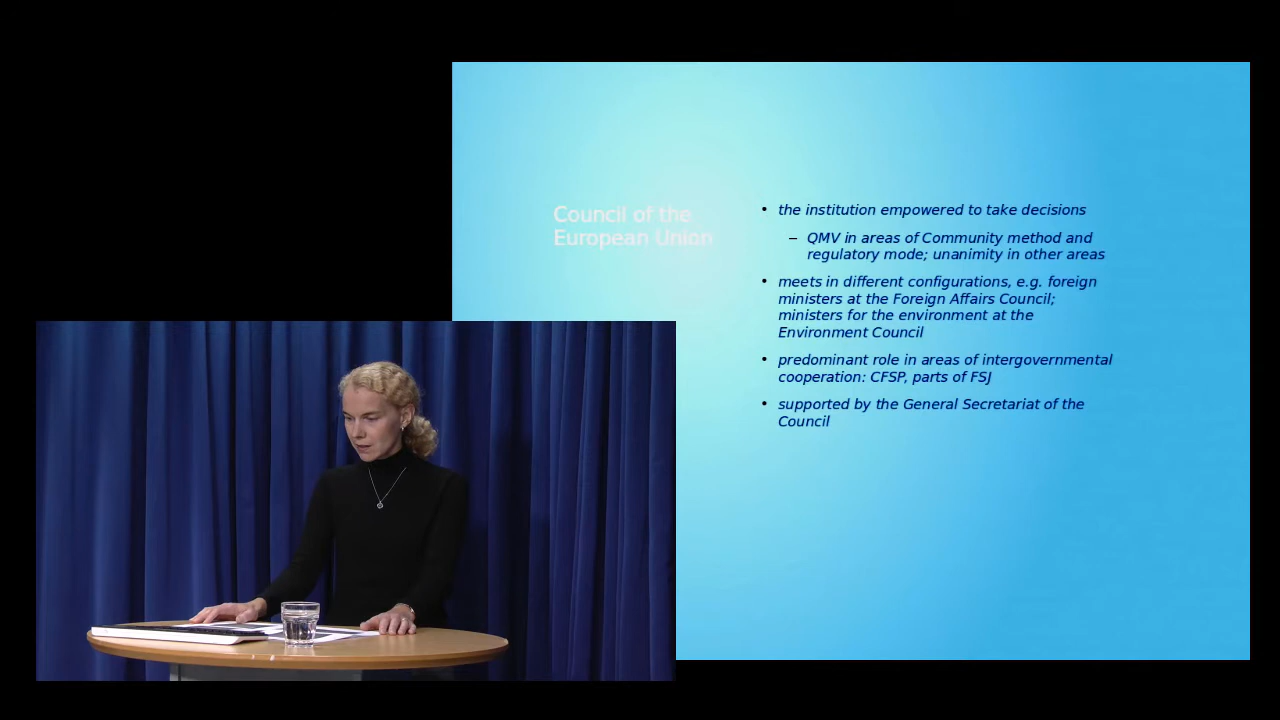 Council of the
European Union
• the institution empowered to take decisions
– QMV in areas of Community method and
regulatory mode; unanimity in other areas
• meets in different configurations, e.g. foreign
ministers at the Foreign Affairs Council;
ministers for the environment at the
Environment Council
• predominant role in areas of intergovernmental
cooperation: CFSP, parts of FSJ
• supported by the General Secretariat of the
Council